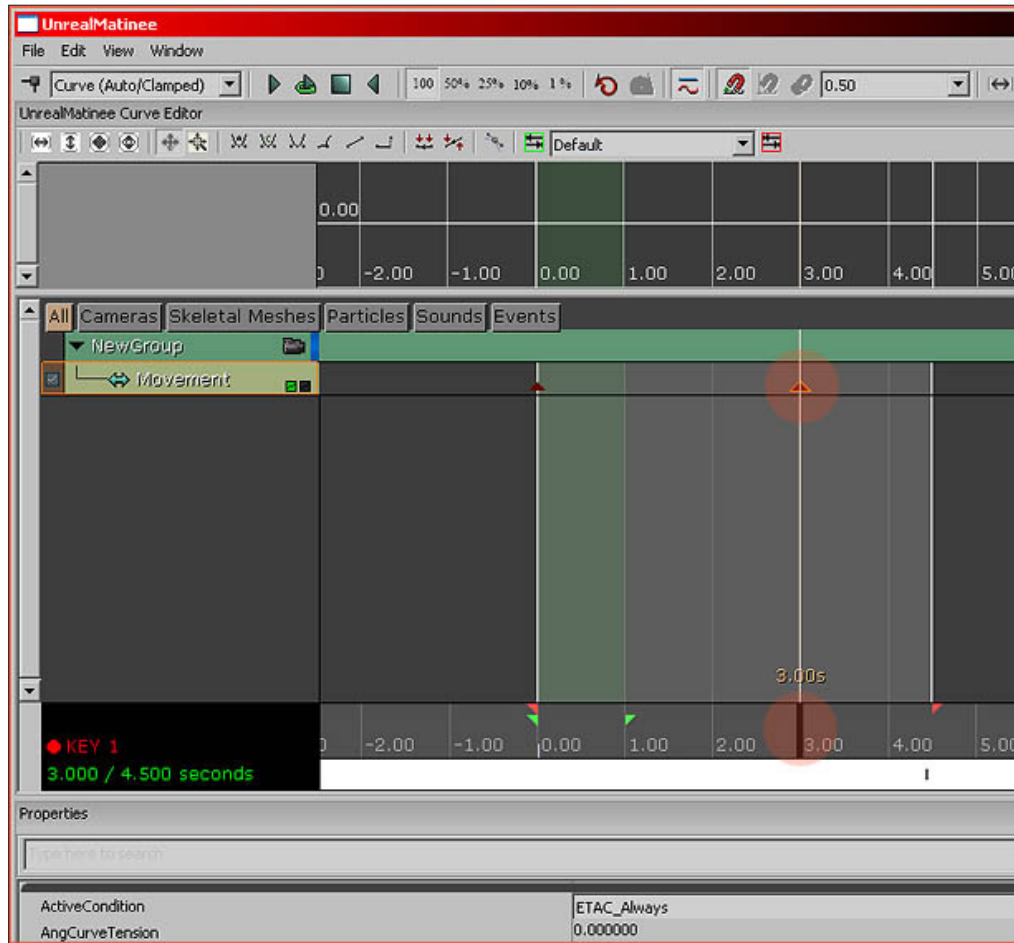 UnrealMatinee
File Edit View Window
Curve (Auto/Clamped) 100 50% 25% 10% 1% 0.50
UnrealMatinee Curve Editor
Default
0.00
0 -2.00 -1.00 0.00 1.00 2.00 3.00 4.00 5.00
All Cameras Skeletal Meshes Particles Sounds Events
NewGroup
Movement
3.00s
KEY 1
0 -2.00 -1.00 0.00 1.00 2.00 3.00 4.00 5.00
3.000 / 4.500 seconds
Properties
Type here to search
ActiveCondition ETAC_Always
AngCurveTension 0.000000